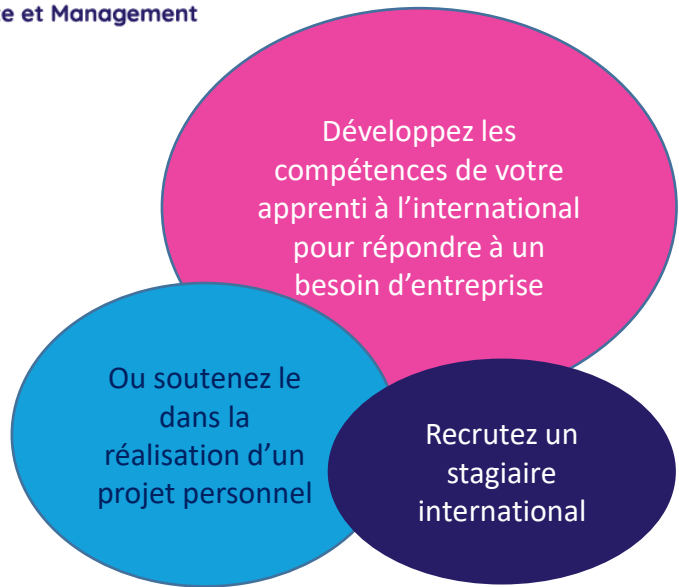 et Management
Développez les
compétences de votre
apprenti à l’international
pour répondre à un
besoin d’entreprise
Ou soutenez le
dans la
réalisation d’un
projet personnel
Recrutez un
stagiaire
international